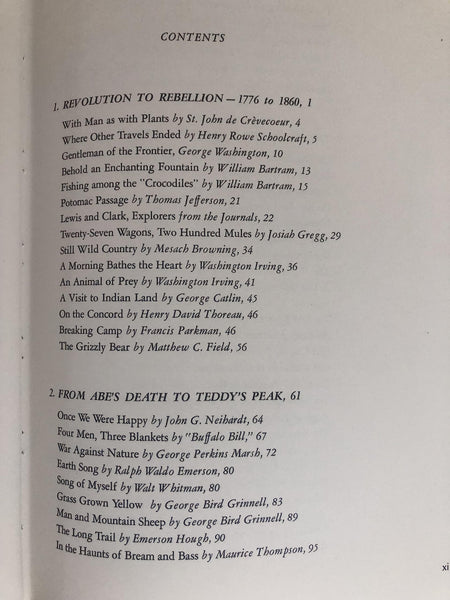 CONTENTS
1. REVOLUTION TO REBELLION — 1776 to 1860, 1
With Man as with Plants by St. John de Crèvecoeur, 4
Where Other Travels Ended by Henry Rowe Schoolcraft, 5
Gentleman of the Frontier, George Washington, 10
Behold an Enchanting Fountain by William Bartram, 13
Fishing among the "Crocodiles" by William Bartram, 15
Potomac Passage by Thomas Jefferson, 21
Lewis and Clark, Explorers from the Journals, 22
Twenty-Seven Wagons, Two Hundred Mules by Josiah Gregg, 29
Still Wild Country by Mesach Browning, 34
A Morning Bathes the Heart by Washington Irving, 36
An Animal of Prey by Washington Irving, 41
A Visit to Indian Land by George Catlin, 45
On the Concord by Henry David Thoreau, 46
Breaking Camp by Francis Parkman, 46
The Grizzly Bear by Matthew C. Field, 56
2. FROM ABE'S DEATH TO TEDDY'S PEAK, 61
Once We Were Happy by John G. Neihardt, 64
Four Men, Three Blankets by "Buffalo Bill," 67
War Against Nature by George Perkins Marsh, 72
Earth Song by Ralph Waldo Emerson, 80
Song of Myself by Walt Whitman, 80
Grass Grown Yellow by George Bird Grinnell, 83
Man and Mountain Sheep by George Bird Grinnell, 89
The Long Trail by Emerson Hough, 90
In the Haunts of Bream and Bass by Maurice Thompson, 95
xi